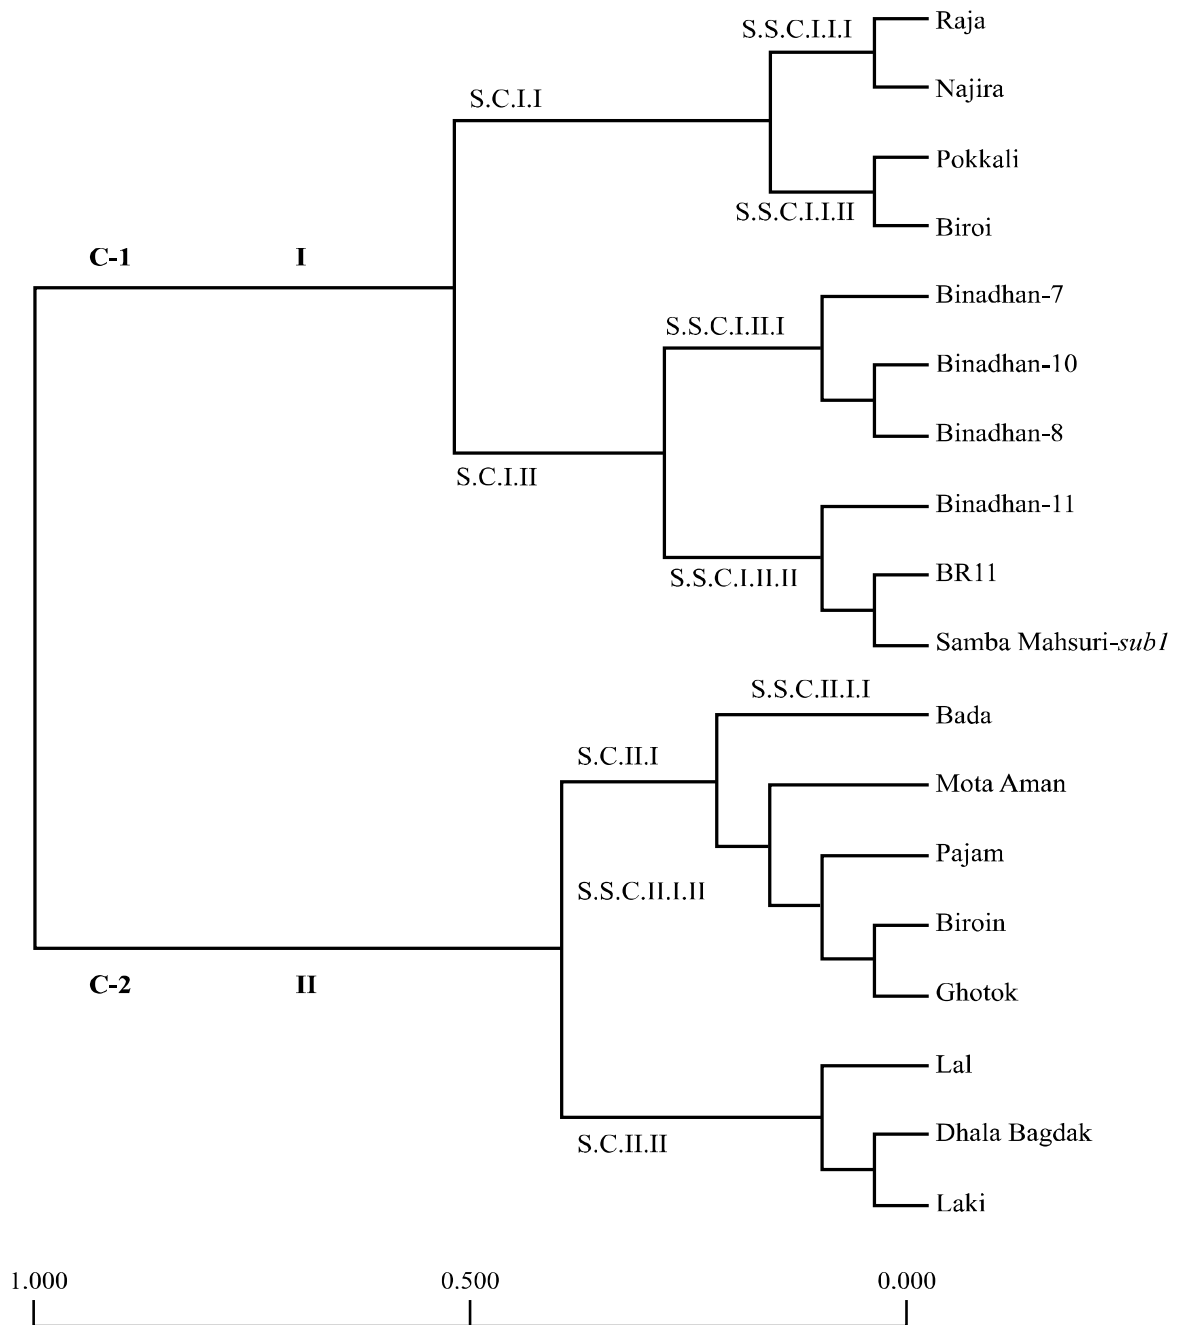 Raja
S.S.C.I.I.I
Najira
S.C.I.I
Pokkali
S.S.C.I.I.II
Biroi
C-1 I
Binadhan-7
S.S.C.I.II.I
Binadhan-10
Binadhan-8
S.C.I.II
Binadhan-11
BR11
S.S.C.I.II.II
Samba Mahsuri-sub1
S.S.C.II.I.I
Bada
S.C.II.I
Mota Aman
Pajam
S.S.C.II.I.II
Biroin
C-2 II
Ghotok
Lal
Dhala Bagdak
S.C.II.II
Laki
1.000 0.500 0.000